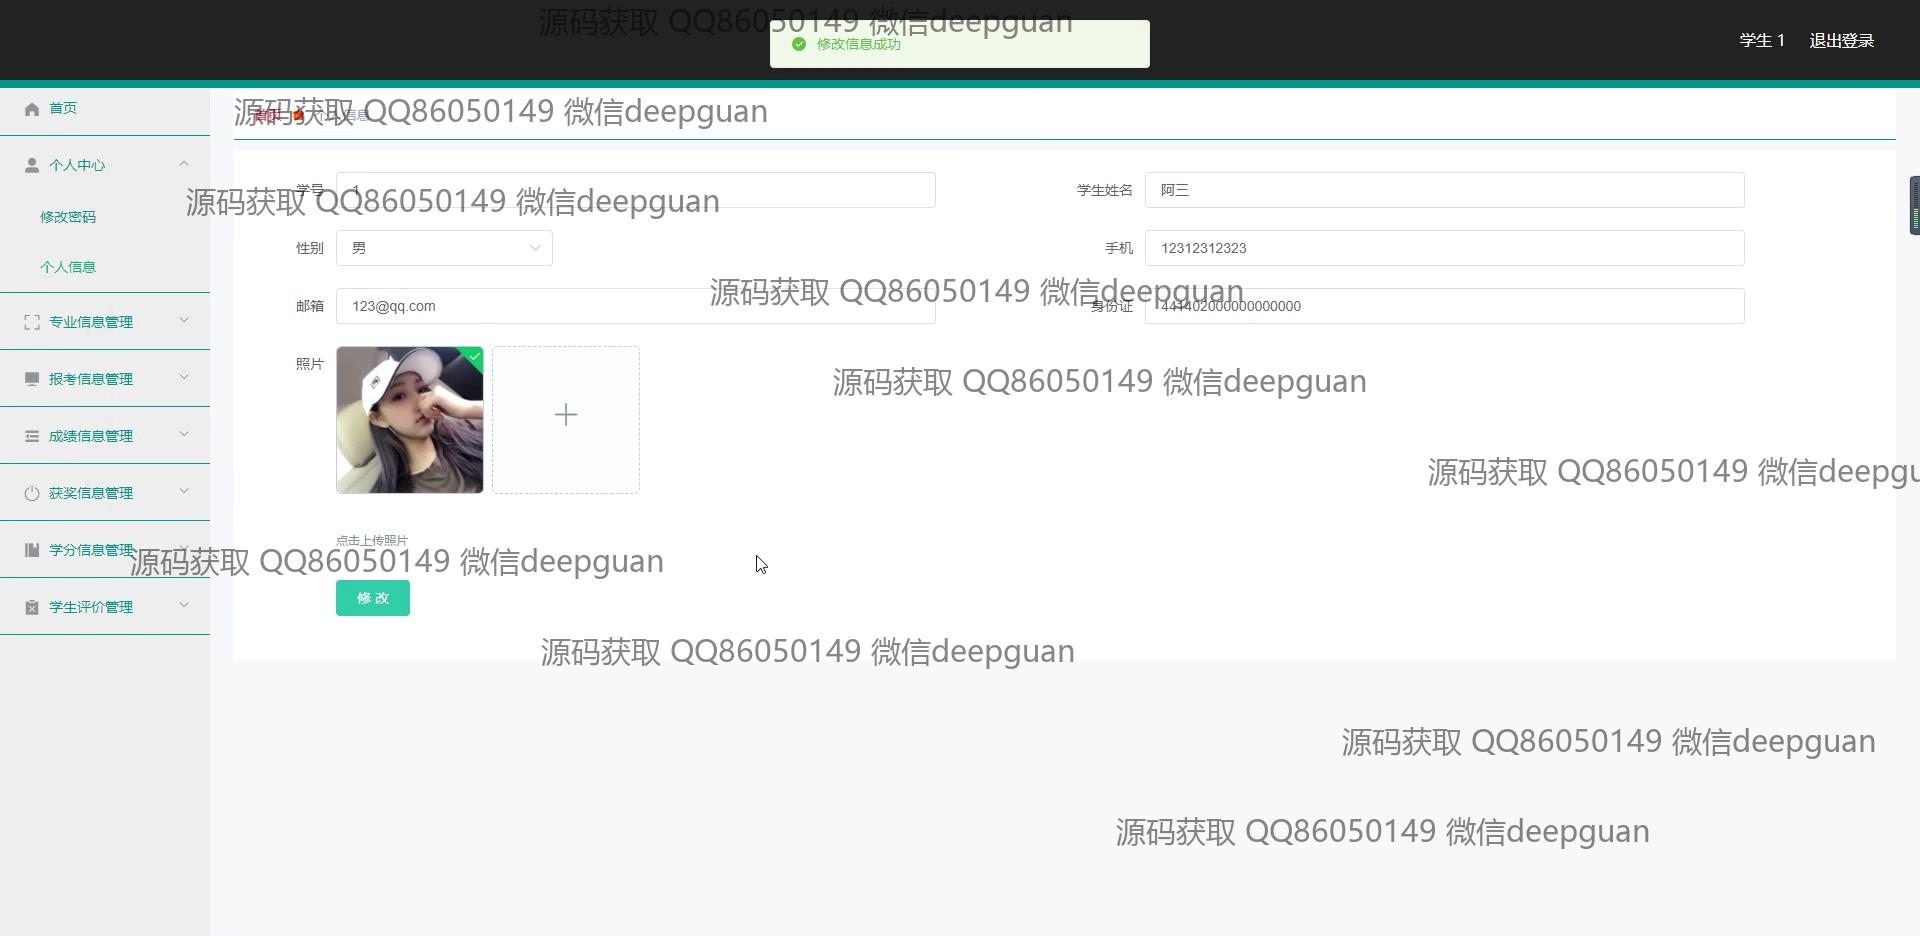 源码获取 QQ86050149 微信deepguan
修改信息成功
学生 1 退出登录
首页
源码获取 QQ86050149 微信deepguan
首页 个人信息
个人中心
修改密码
个人信息
专业信息管理
报考信息管理
成绩信息管理
获奖信息管理
学分信息管理
学生评价管理
学号 1
学生姓名 阿三
源码获取 QQ86050149 微信deepguan
性别 男
手机 12312312323
源码获取 QQ86050149 微信deepguan
邮箱 123@qq.com
身份证 441402000000000000
照片
源码获取 QQ86050149 微信deepguan
源码获取 QQ86050149 微信deepgu
点击上传照片
源码获取 QQ86050149 微信deepguan
修改
源码获取 QQ86050149 微信deepguan
源码获取 QQ86050149 微信deepguan
源码获取 QQ86050149 微信deepguan